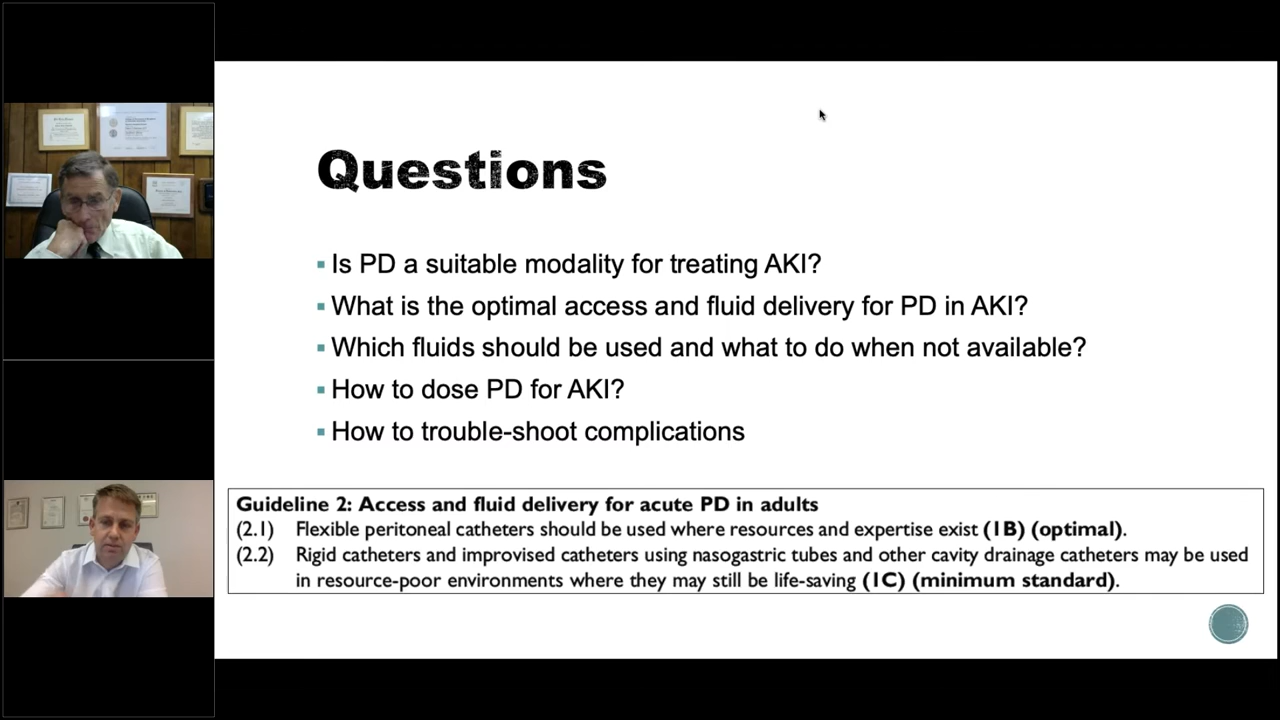 Questions
▪ Is PD a suitable modality for treating AKI?
▪ What is the optimal access and fluid delivery for PD in AKI?
▪ Which fluids should be used and what to do when not available?
▪ How to dose PD for AKI?
▪ How to trouble-shoot complications
Guideline 2: Access and fluid delivery for acute PD in adults
(2.1) Flexible peritoneal catheters should be used where resources and expertise exist (1B) (optimal).
(2.2) Rigid catheters and improvised catheters using nasogastric tubes and other cavity drainage catheters may be used
in resource-poor environments where they may still be life-saving (1C) (minimum standard).